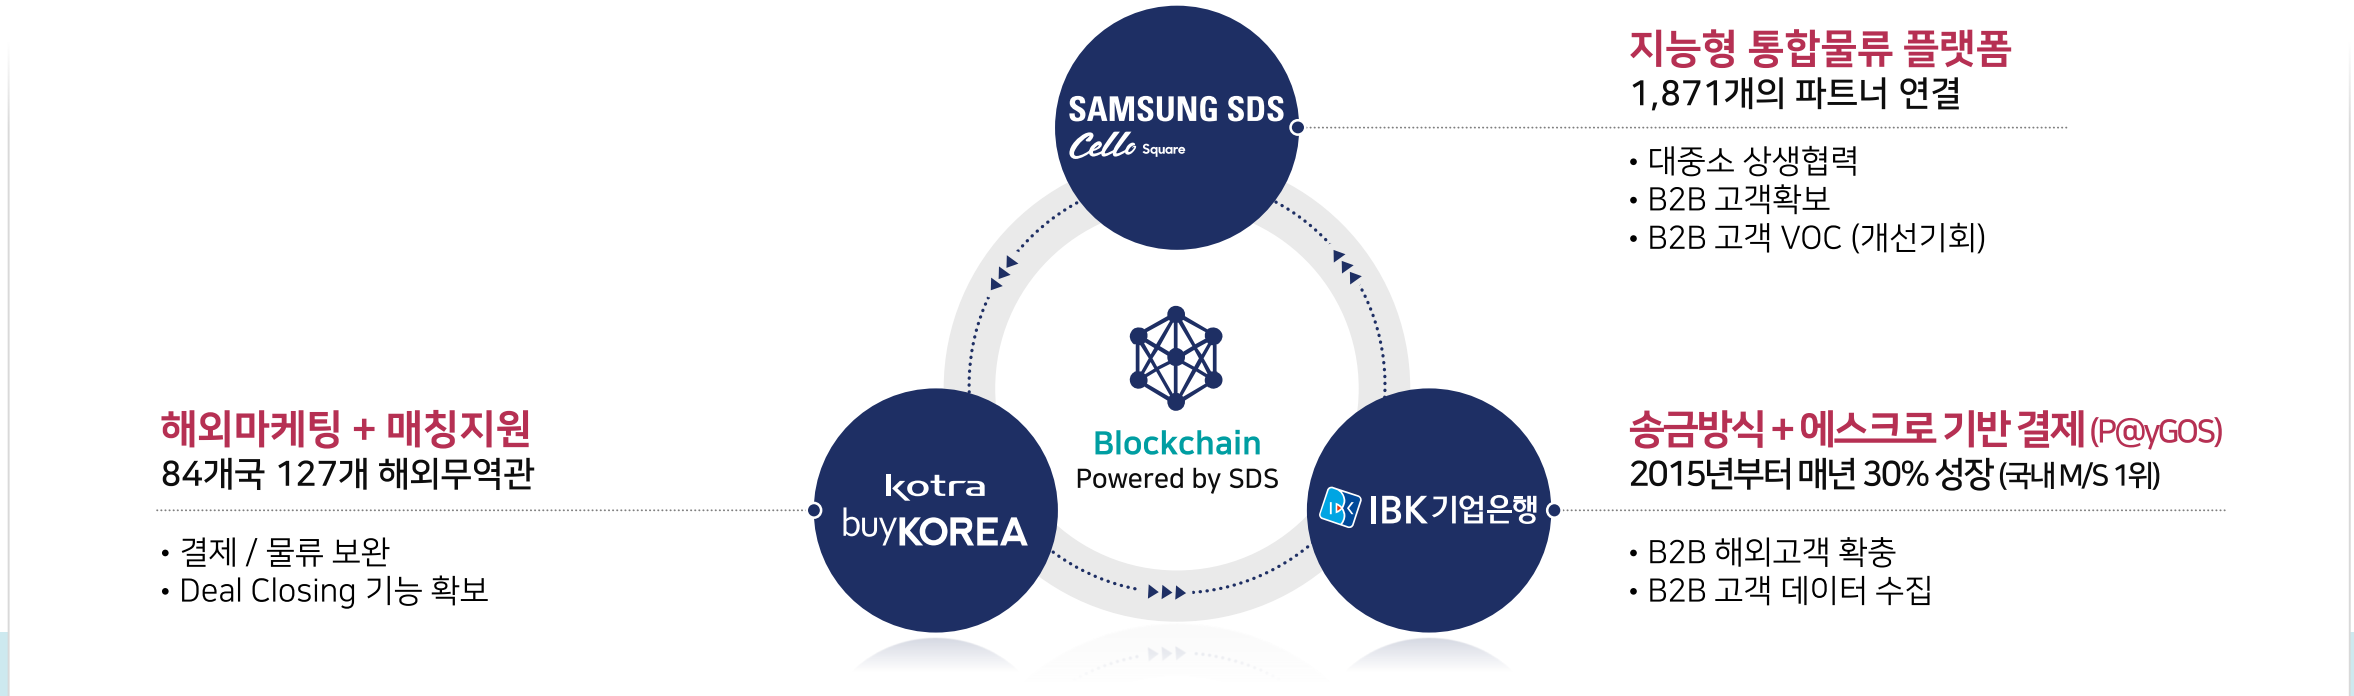 SAMSUNG SDS
Cello Square
지능형 통합물류 플랫폼
1,871개의 파트너 연결
• 대중소 상생협력
• B2B 고객확보
• B2B 고객 VOC (개선기회)
Blockchain
Powered by SDS
해외마케팅 + 매칭지원
84개국 127개 해외무역관
• 결제 / 물류 보완
• Deal Closing 기능 확보
kotra
buyKOREA
IBK기업은행
송금방식 + 에스크로 기반 결제 (P@yGOS)
2015년부터 매년 30% 성장 (국내 M/S 1위)
• B2B 해외고객 확충
• B2B 고객 데이터 수집